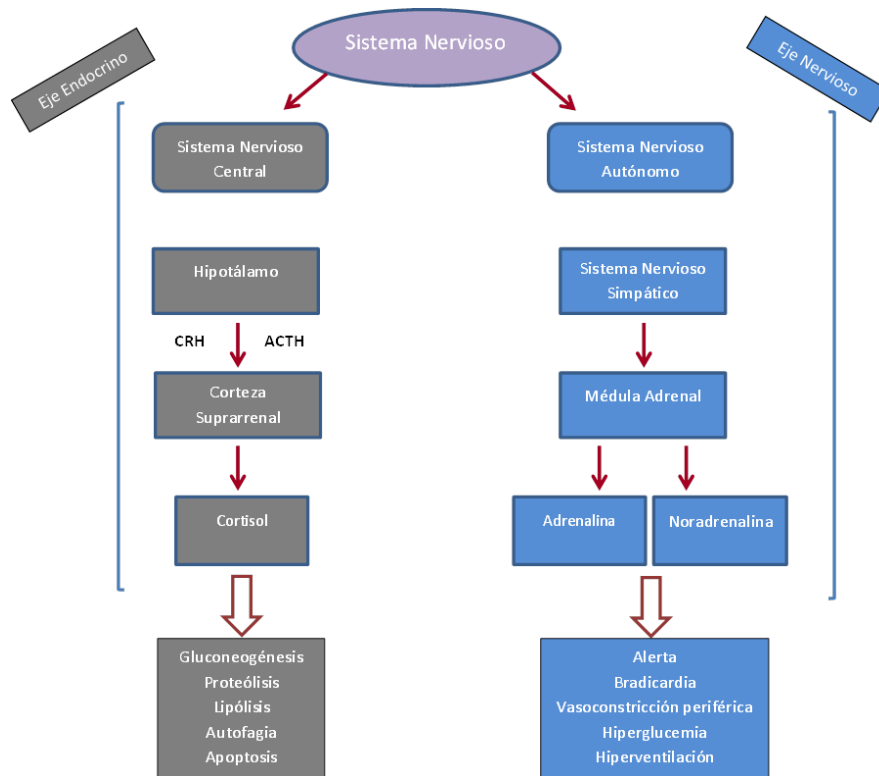 Sistema Nervioso
Eje Endocrino
Eje Nervioso
Sistema Nervioso
Central
Sistema Nervioso
Autónomo
Hipotálamo
Sistema Nervioso
Simpático
CRH
ACTH
Corteza
Suprarrenal
Médula Adrenal
Cortisol
Adrenalina
Noradrenalina
Gluconeogénesis
Proteólisis
Lipólisis
Autofagia
Apoptosis
Alerta
Bradicardia
Vasoconstricción periférica
Hiperglucemia
Hiperventilación